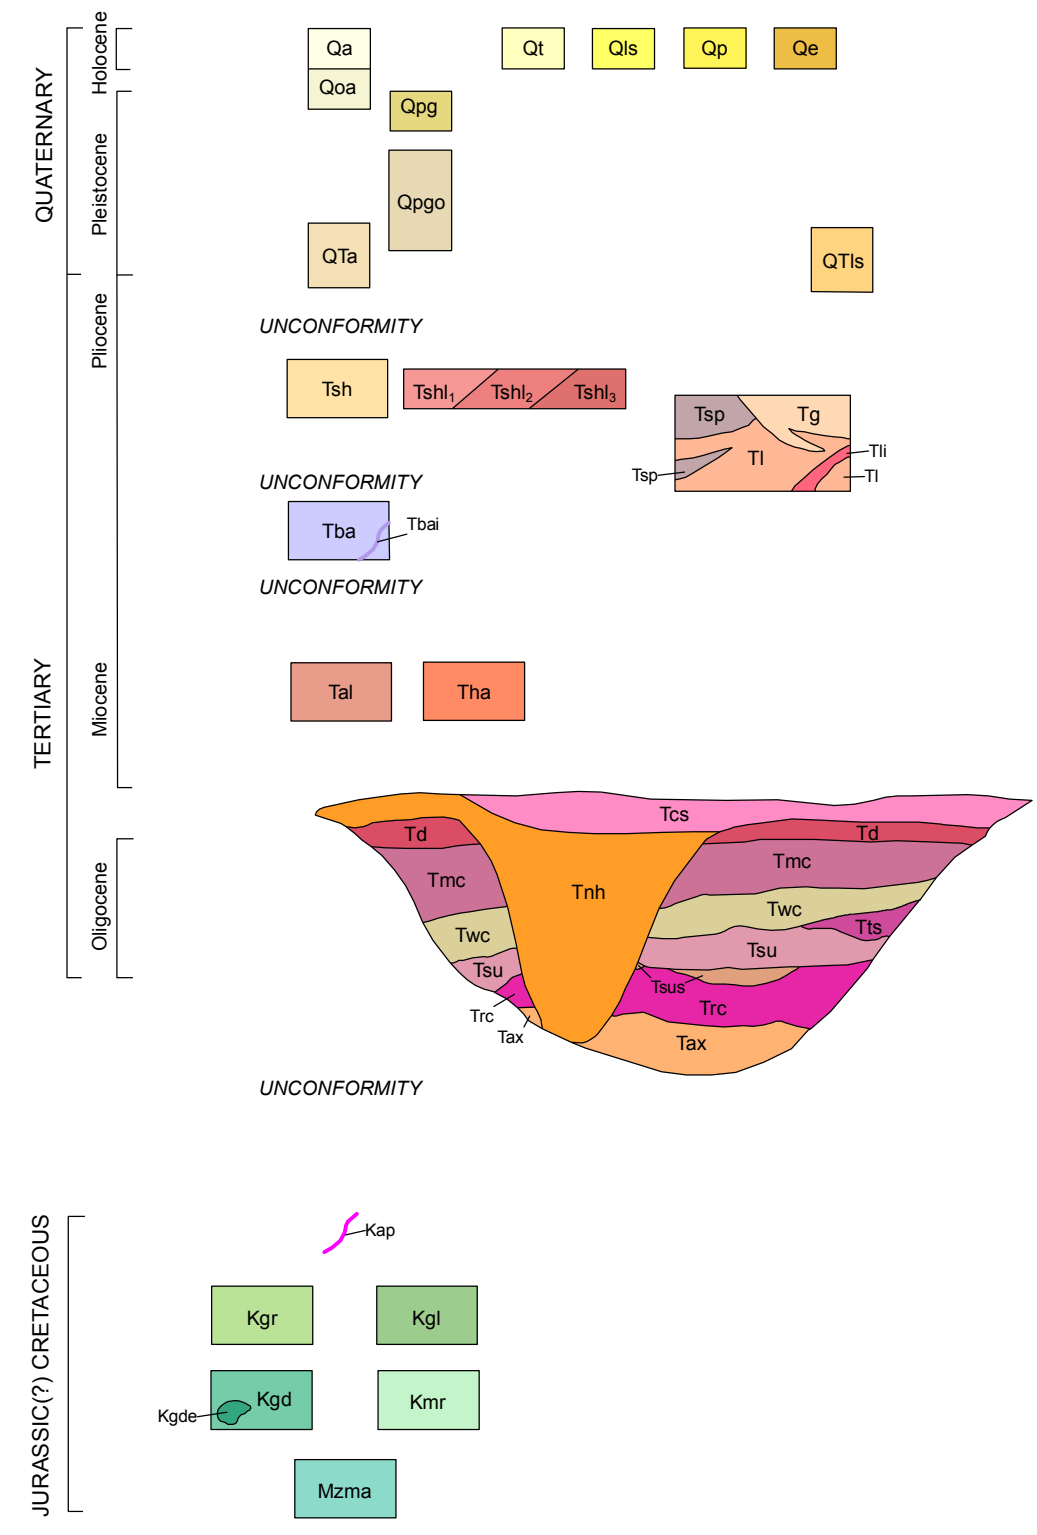 QUATERNARY
Holocene
Qa
Qt
Qls
Qp
Qe
Qoa
Pleistocene
Qpg
Qpgo
QTa
QTls
TERTIARY
Pliocene
UNCONFORMITY
Tsh
Tshl1
Tshl2
Tshl3
Tsp
Tg
Tl
Tli
Tsp
Tl
UNCONFORMITY
Tba
Tbai
UNCONFORMITY
Miocene
Tal
Tha
Tcs
Td
Td
Oligocene
Tmc
Tnh
Tmc
Twc
Twc
Tts
Tsu
Tsu
Tsus
Trc
Trc
Tax
Tax
UNCONFORMITY
JURASSIC(?) CRETACEOUS
Kap
Kgr
Kgl
Kgd
Kgde
Kmr
Mzma